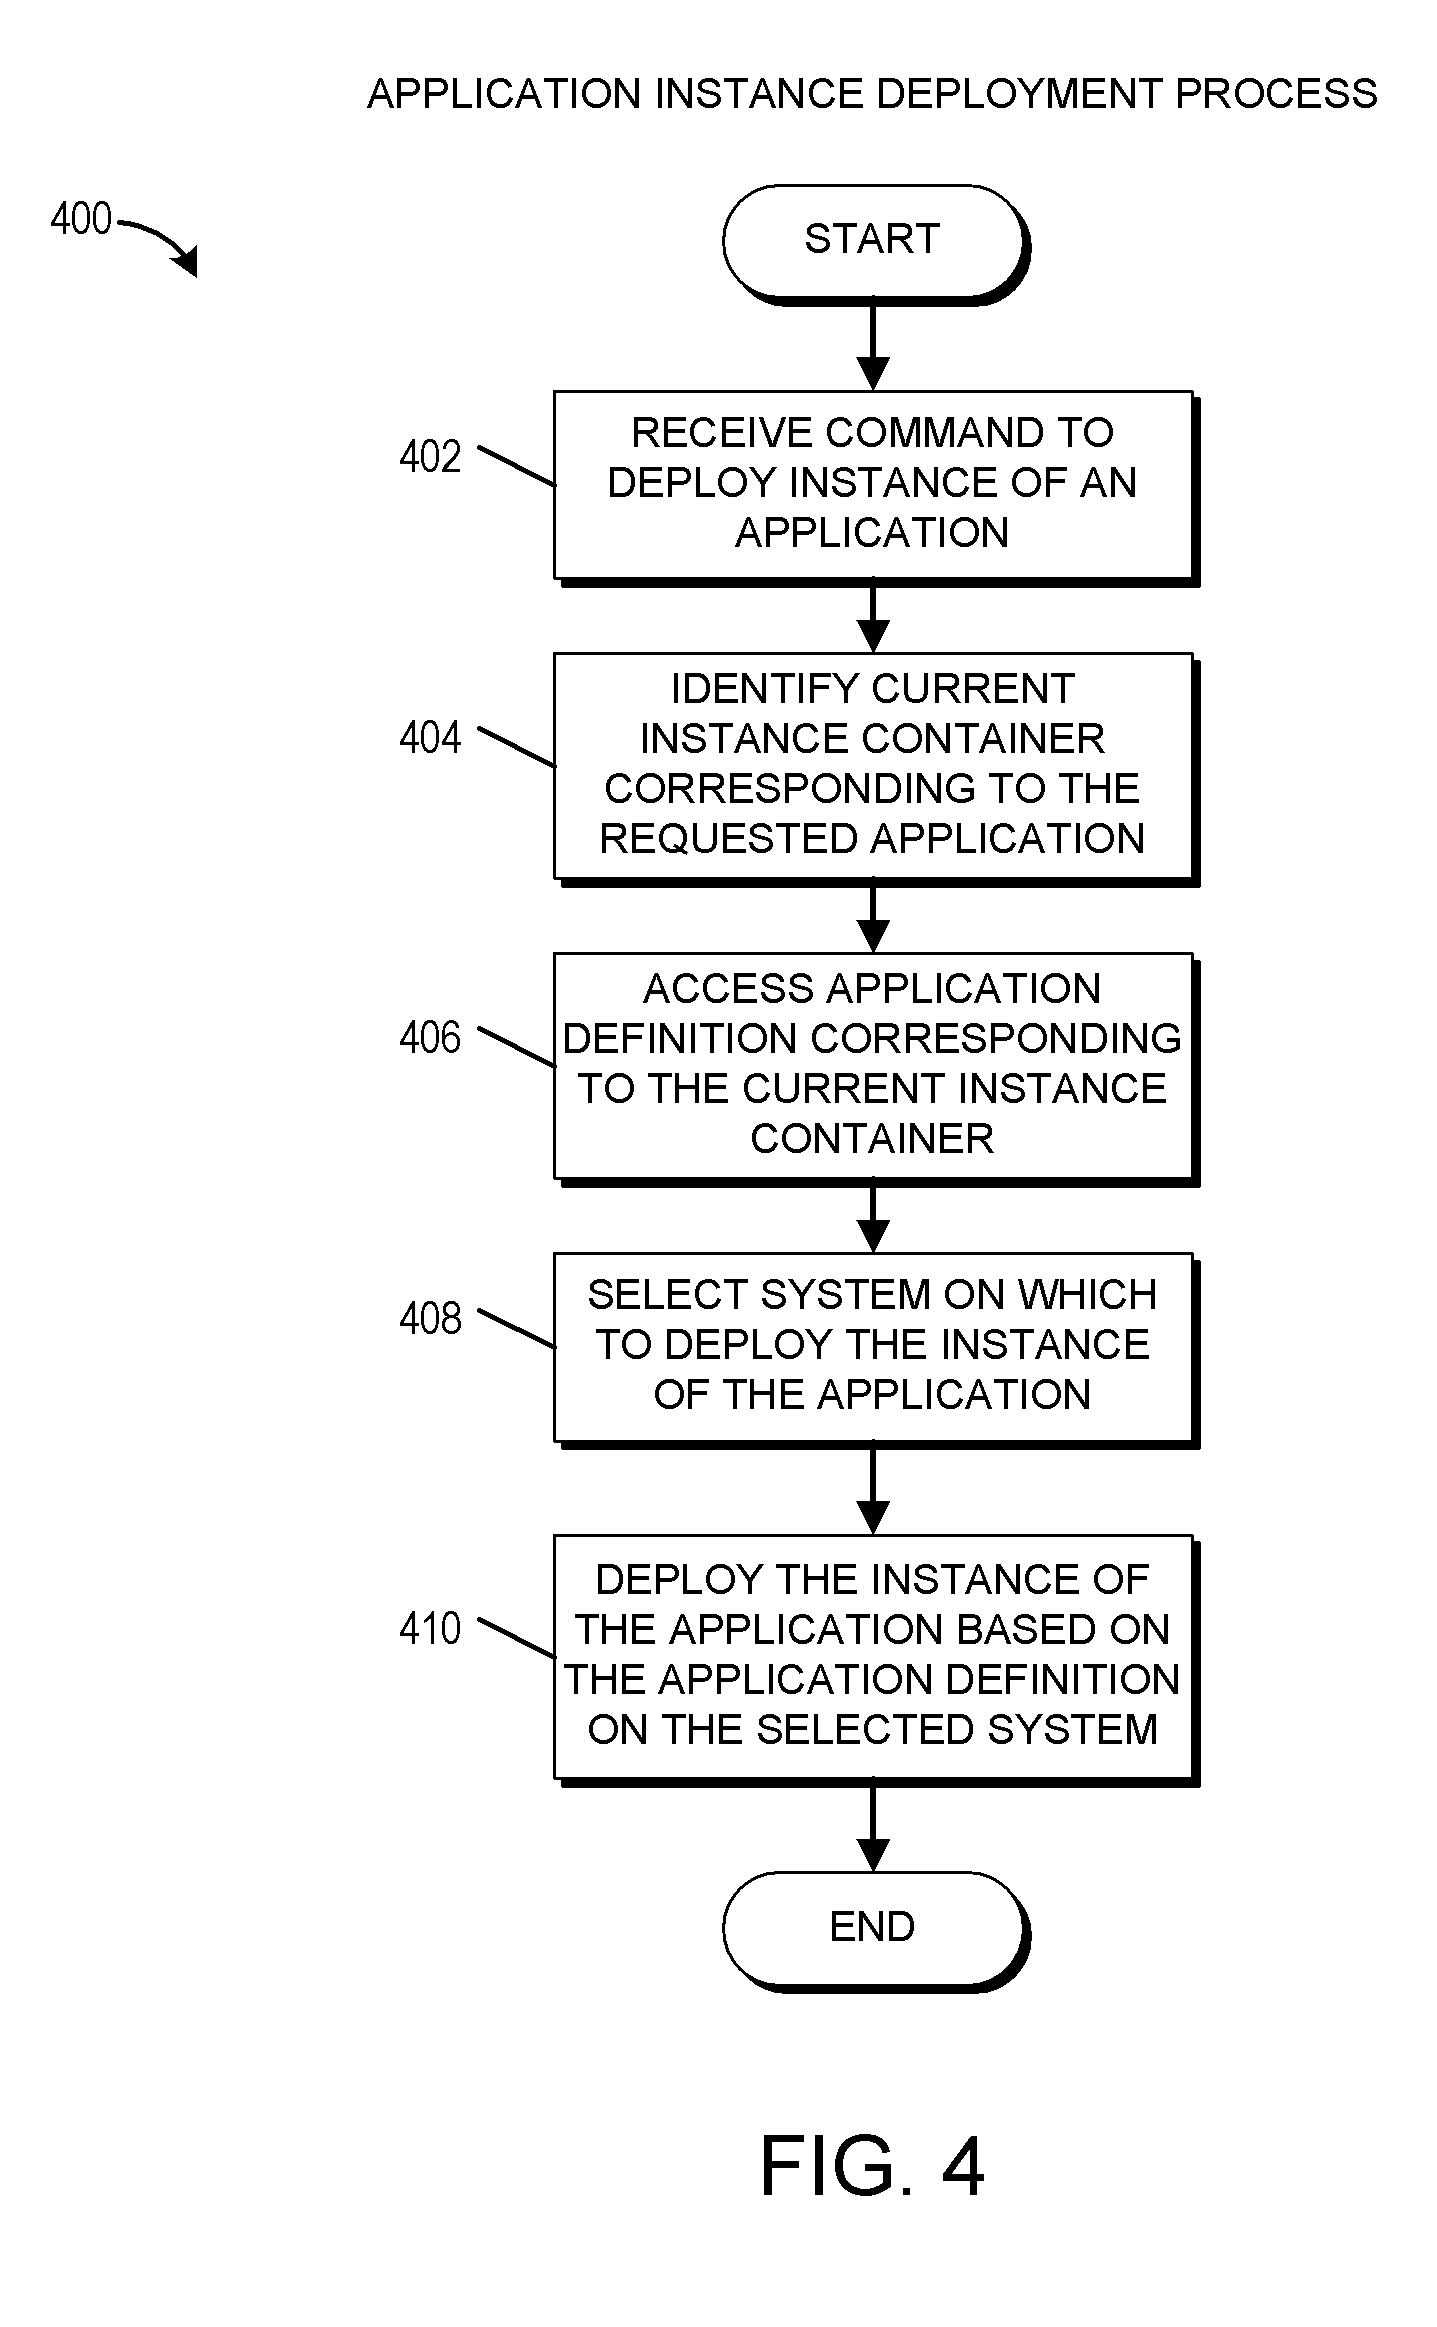 APPLICATION INSTANCE DEPLOYMENT PROCESS
400
START
402
RECEIVE COMMAND TO
DEPLOY INSTANCE OF AN
APPLICATION
404
IDENTIFY CURRENT
INSTANCE CONTAINER
CORRESPONDING TO THE
REQUESTED APPLICATION
406
ACCESS APPLICATION
DEFINITION CORRESPONDING
TO THE CURRENT INSTANCE
CONTAINER
408
SELECT SYSTEM ON WHICH
TO DEPLOY THE INSTANCE
OF THE APPLICATION
410
DEPLOY THE INSTANCE OF
THE APPLICATION BASED ON
THE APPLICATION DEFINITION
ON THE SELECTED SYSTEM
END
FIG. 4